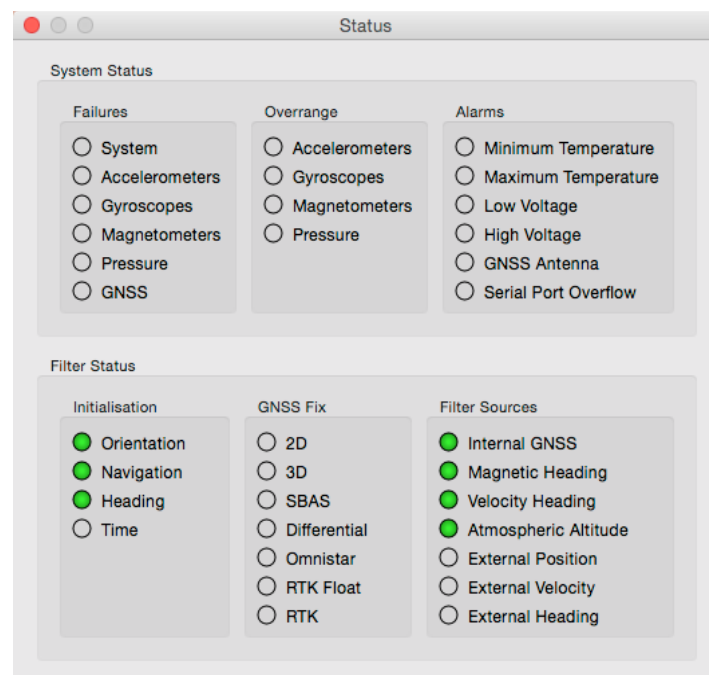 Status
System Status
Failures
System
Accelerometers
Gyroscopes
Magnetometers
Pressure
GNSS
Overrange
Accelerometers
Gyroscopes
Magnetometers
Pressure
Alarms
Minimum Temperature
Maximum Temperature
Low Voltage
High Voltage
GNSS Antenna
Serial Port Overflow
Filter Status
Initialisation
Orientation
Navigation
Heading
Time
GNSS Fix
2D
3D
SBAS
Differential
Omnistar
RTK Float
RTK
Filter Sources
Internal GNSS
Magnetic Heading
Velocity Heading
Atmospheric Altitude
External Position
External Velocity
External Heading